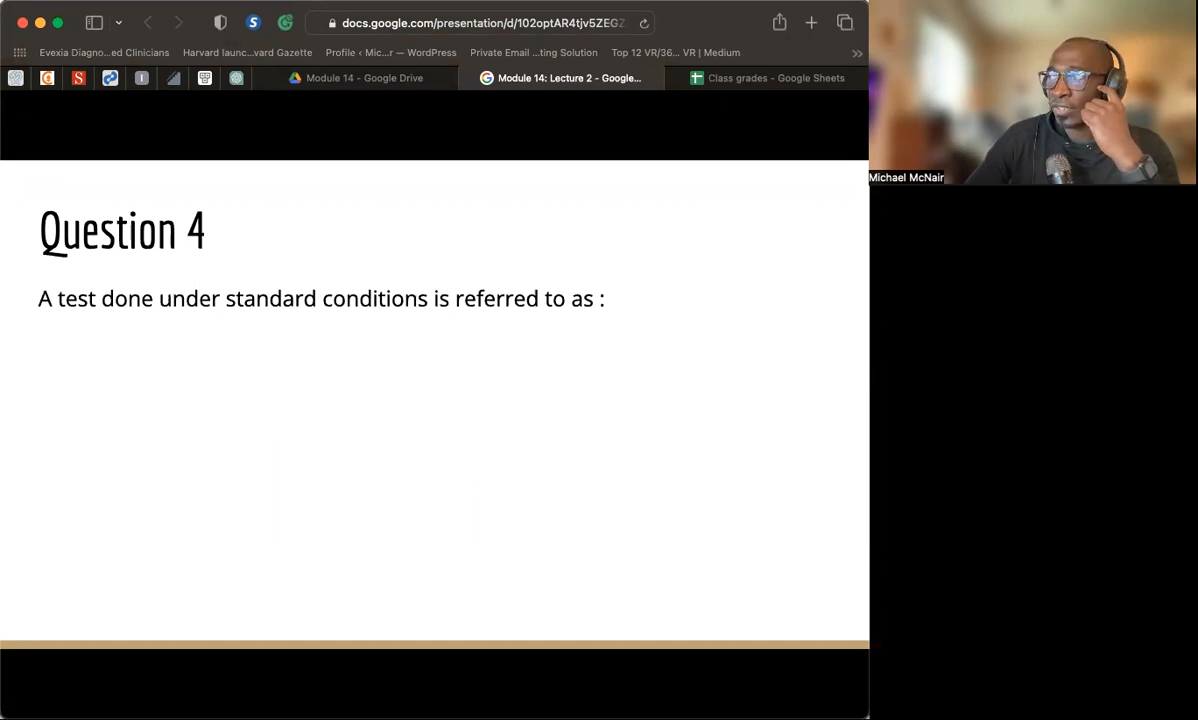 docs.google.com/presentation/d/102optAR4tjv5ZEGZ
Evexia Diagno...ed Clinicians
Harvard launc...vard Gazette
Profile ‹ Mic...r — WordPress
Private Email ...ting Solution
Top 12 VR/36... VR | Medium
Module 14 - Google Drive
Module 14: Lecture 2 - Google...
Class grades - Google Sheets
Michael McNair
Question 4
A test done under standard conditions is referred to as :